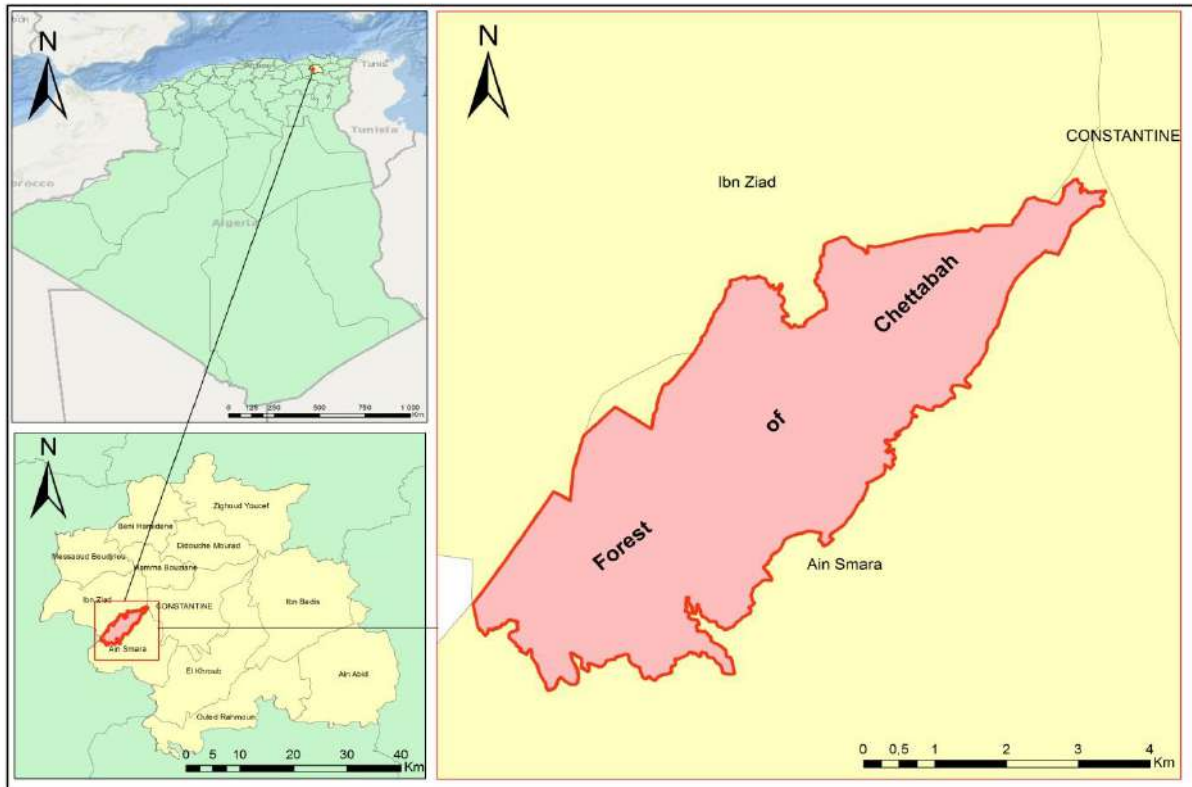 N
Tunis
Tunisia
Algeria
0 125 250 500 750 1 000
Km
N
Zighoud Youcef
Beni Hamidene
Didouche Mourad
Messaoud Boudjriou
Hamma Bouziane
Ibn Ziad
CONSTANTINE
Ibn Badis
Ain Smara
El Khroub
Ain Abid
Ouled Rahmoun
0 5 10 20 30 40
Km
N
CONSTANTINE
Ibn Ziad
Chettabah
of
Forest
Ain Smara
0 0,5 1 2 3 4
Km